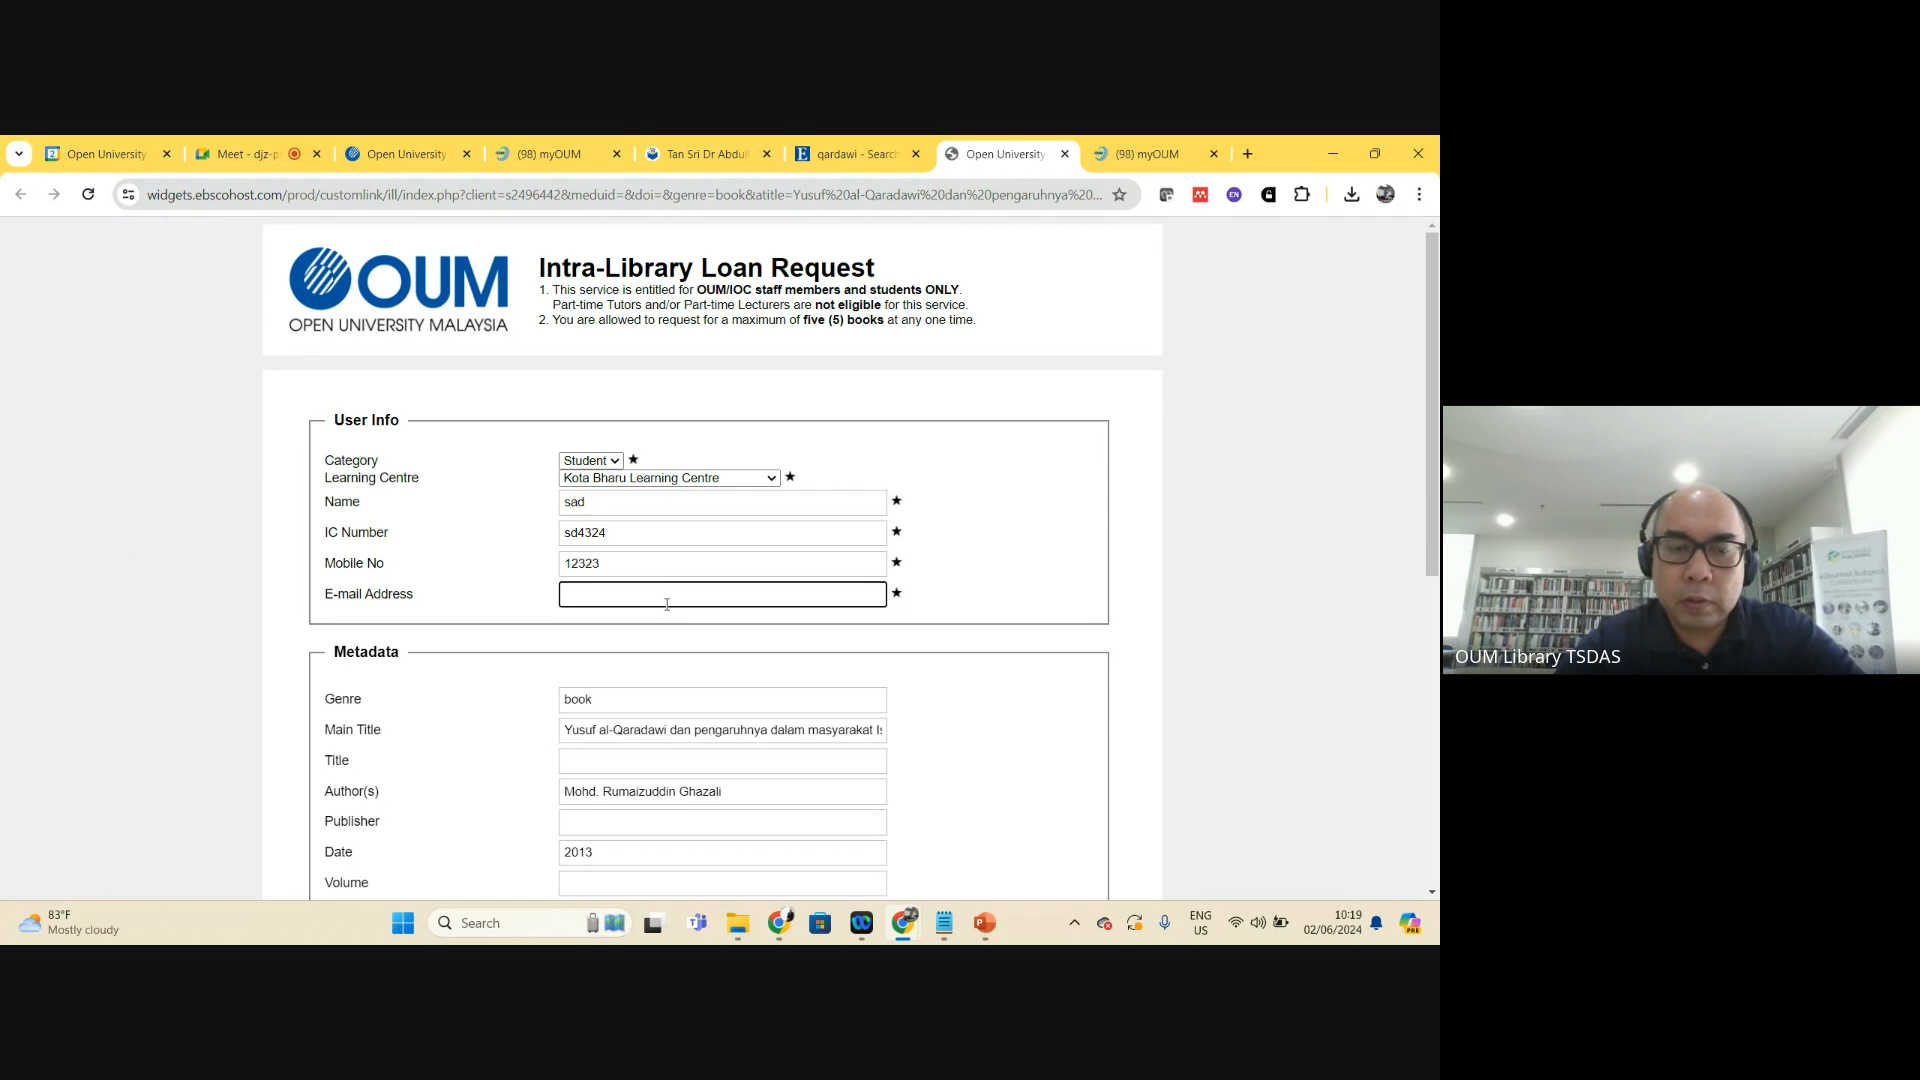 Open University
Meet - djz-p
Open University
(98) myOUM
Tan Sri Dr Abdul
qardawi - Search
Open University
(98) myOUM
widgets.ebscohost.com/prod/customlink/ill/index.php?client=s2496442&meduid=&doi=&genre=book&atitle=Yusuf%20al-Qaradawi%20dan%20pengaruhnya%20...
OUM
OPEN UNIVERSITY MALAYSIA
Intra-Library Loan Request
1. This service is entitled for OUM/IOC staff members and students ONLY.
Part-time Tutors and/or Part-time Lecturers are not eligible for this service.
2. You are allowed to request for a maximum of five (5) books at any one time.
User Info
Category Student ★
Learning Centre Kota Bharu Learning Centre ★
Name sad ★
IC Number sd4324 ★
Mobile No 12323 ★
E-mail Address ★
Metadata
Genre book
Main Title Yusuf al-Qaradawi dan pengaruhnya dalam masyarakat Is
Title
Author(s) Mohd. Rumaizuddin Ghazali
Publisher
Date 2013
Volume
OUM Library TSDAS
83°F
Mostly cloudy
Search
ENG
US
10:19
02/06/2024